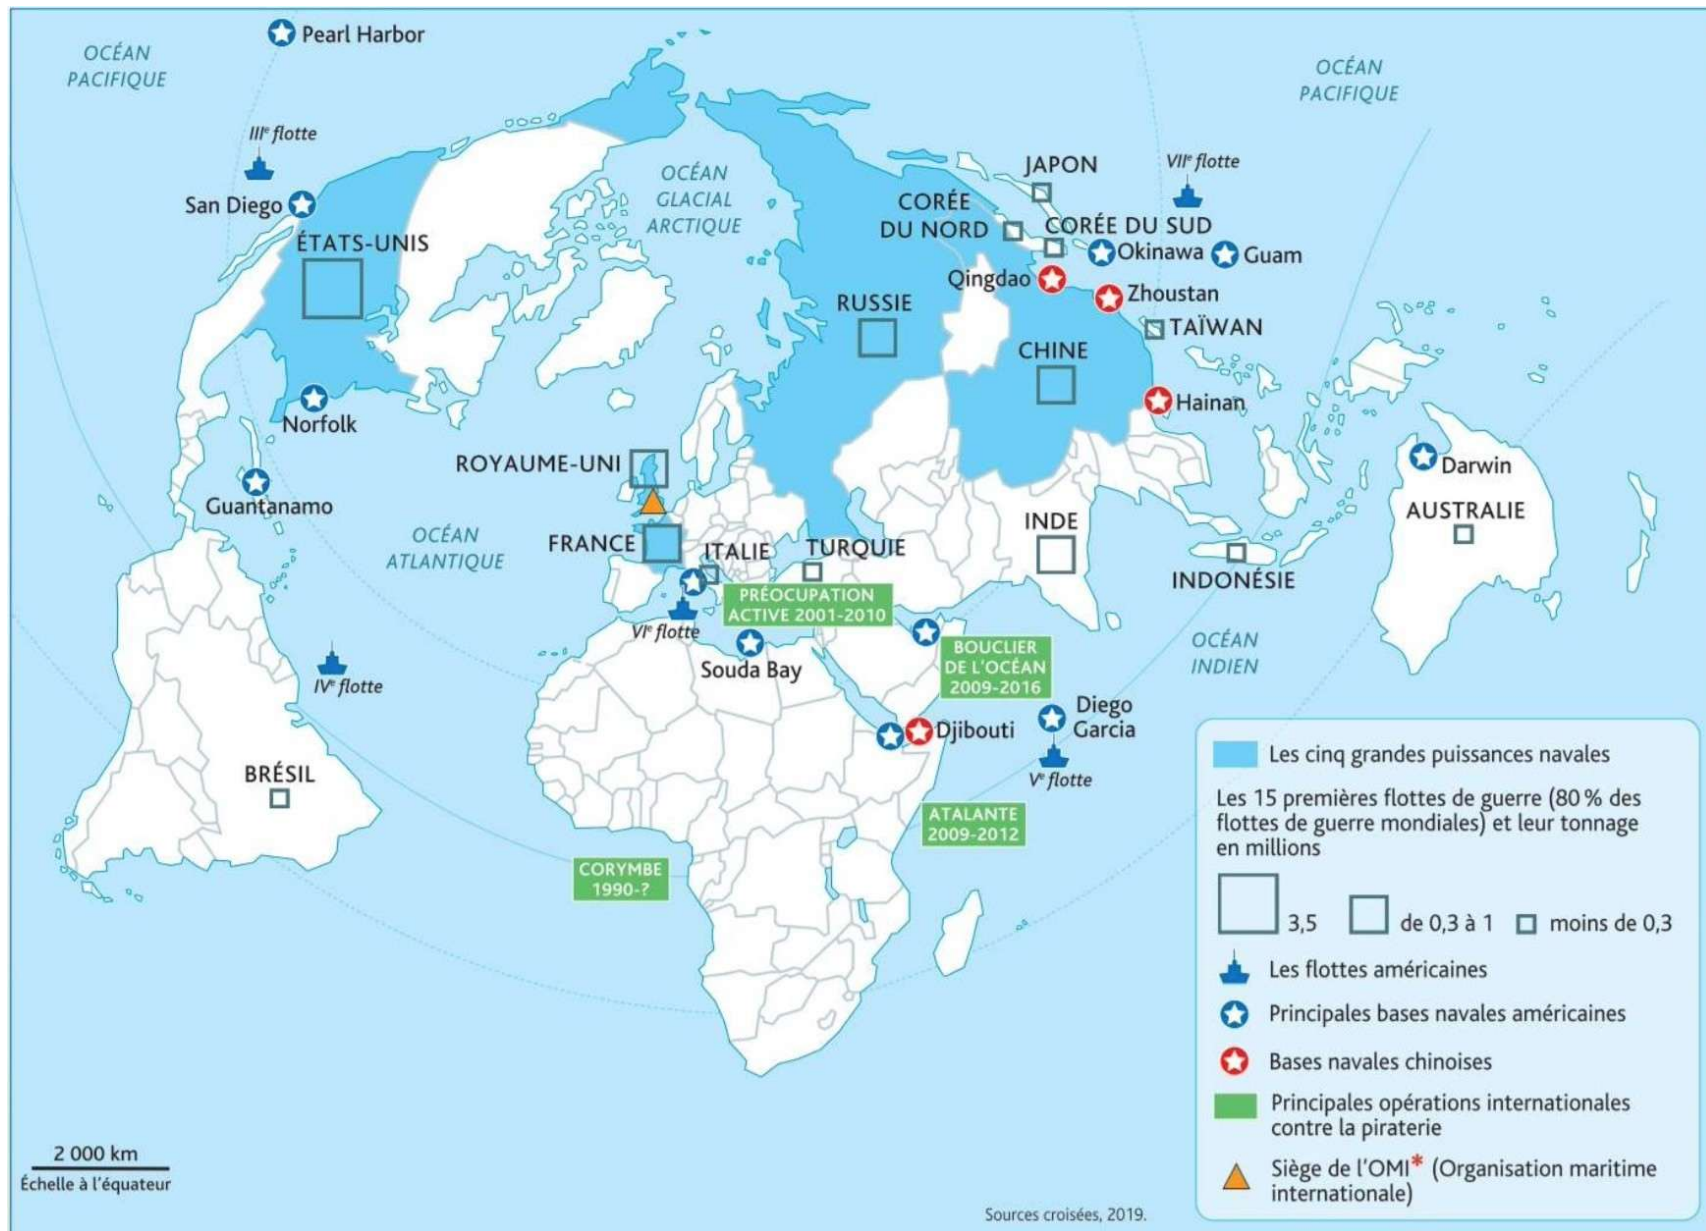 Pearl Harbor
OCÉAN
PACIFIQUE
OCÉAN
PACIFIQUE
IIIe flotte
San Diego
ÉTATS-UNIS
OCÉAN
GLACIAL
ARCTIQUE
JAPON
VIIe flotte
CORÉE
DU NORD
CORÉE DU SUD
Okinawa
Guam
Qingdao
Zhoustan
RUSSIE
TAÏWAN
CHINE
Hainan
Norfolk
ROYAUME-UNI
Guantanamo
Darwin
OCÉAN
ATLANTIQUE
FRANCE
ITALIE
TURQUIE
INDE
AUSTRALIE
INDONÉSIE
PRÉOCUPATION
ACTIVE 2001-2010
VIe flotte
Souda Bay
BOUCLIER
DE L'OCÉAN
2009-2016
OCÉAN
INDIEN
IVe flotte
Diego
Garcia
Djibouti
Ve flotte
BRÉSIL
ATALANTE
2009-2012
CORYMBE
1990-?
Les cinq grandes puissances navales
Les 15 premières flottes de guerre (80 % des
flottes de guerre mondiales) et leur tonnage
en millions
3,5 de 0,3 à 1 moins de 0,3
Les flottes américaines
Principales bases navales américaines
Bases navales chinoises
Principales opérations internationales
contre la piraterie
Siège de l'OMI* (Organisation maritime
internationale)
2 000 km
Échelle à l'équateur
Sources croisées, 2019.